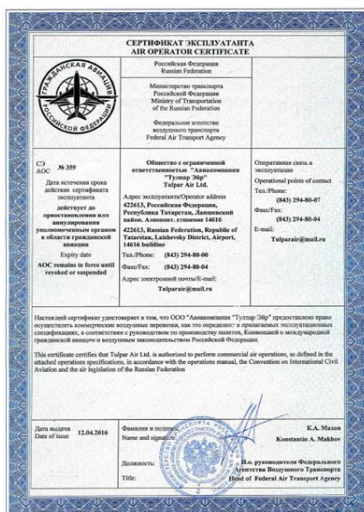 СЕРТИФИКАТ ЭКСПЛУАТАНТА
AIR OPERATOR CERTIFICATE
ГРАЖДАНСКАЯ АВИАЦИЯ
РОССИЙСКОЙ ФЕДЕРАЦИИ
Российская Федерация
Russian Federation
Министерство транспорта
Российской Федерации
Ministry of Transportation
of the Russian Federation
Федеральное агентство
воздушного транспорта
Federal Air Transport Agency
СЭ
АОС № 359
Дата истечения срока
действия сертификата
эксплуатанта
действует до
приостановления или
аннулирования
уполномоченным органом
в области гражданской
авиации
Expiry date
AOC remains in force until
revoked or suspended
Общество с ограниченной
ответственностью "Авиакомпания
"Тулпар Эйр"
Tulpar Air Ltd.
Адрес эксплуатанта/Operator address
422613, Российская Федерация,
Республика Татарстан, Лаишевский
район, Аэропорт, строение 14616
422613, Russian Federation, Republic of
Tatarstan, Laishevsky District, Airport,
14616 building
Тел./Phone: (843) 294-80-00
Факс/Fax: (843) 294-80-04
Адрес электронной почты/E-mail:
Tulparair@mail.ru
Оперативная связь в
эксплуатации
Operational points of contact
Тел./Phone:
(843) 294-80-07
Факс/Fax:
(843) 294-80-04
E-mail:
Tulparair@mail.ru
Настоящий сертификат удостоверяет в том, что ООО "Авиакомпания "Тулпар Эйр" предоставлено право
осуществлять коммерческие воздушные перевозки, как это определено в прилагаемых эксплуатационных
спецификациях, в соответствии с руководством по производству полетов, Конвенцией о международной
гражданской авиации и воздушным законодательством Российской Федерации.
This certificate certifies that Tulpar Air Ltd. is authorized to perform commercial air operations, as defined in the
attached operations specifications, in accordance with the operations manual, the Convention on International Civil
Aviation and the air legislation of the Russian Federation
Дата выдачи
Date of issue 12.04.2016
Фамилия и подпись
Name and signature:
К.А. Махов
Konstantin A. Makhov
Должность:
Title:
И.о. руководителя Федерального
Агентства Воздушного Транспорта
Head of Federal Air Transport Agency